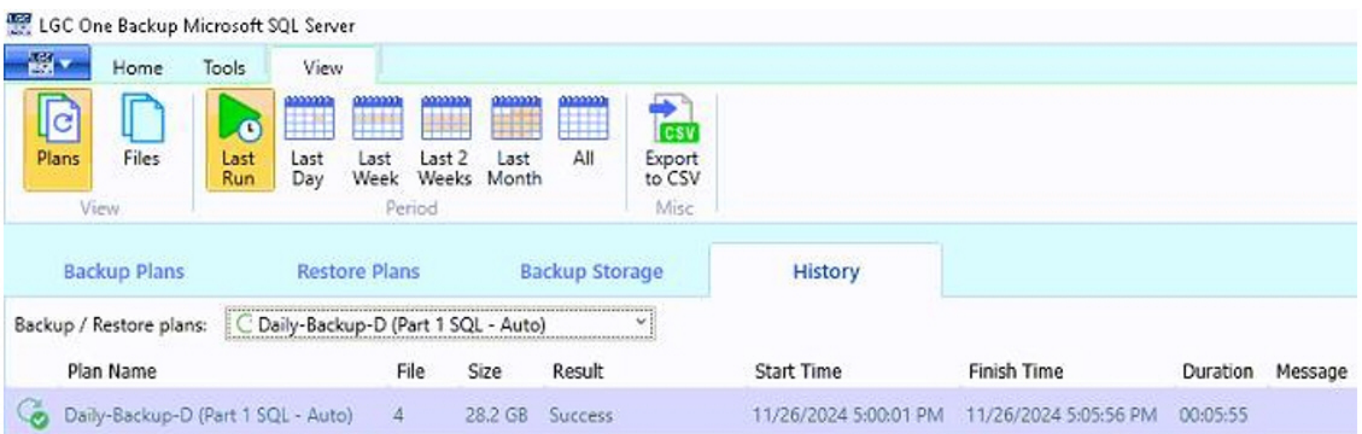 LGC One Backup Microsoft SQL Server
Home Tools View
Plans Files Last Run Last Day Last Week Last 2 Weeks Last Month All CSV Export to CSV
View Period Misc
Backup Plans Restore Plans Backup Storage History
Backup / Restore plans: Daily-Backup-D (Part 1 SQL - Auto)
Plan Name File Size Result Start Time Finish Time Duration Message
Daily-Backup-D (Part 1 SQL - Auto) 4 28.2 GB Success 11/26/2024 5:00:01 PM 11/26/2024 5:05:56 PM 00:05:55